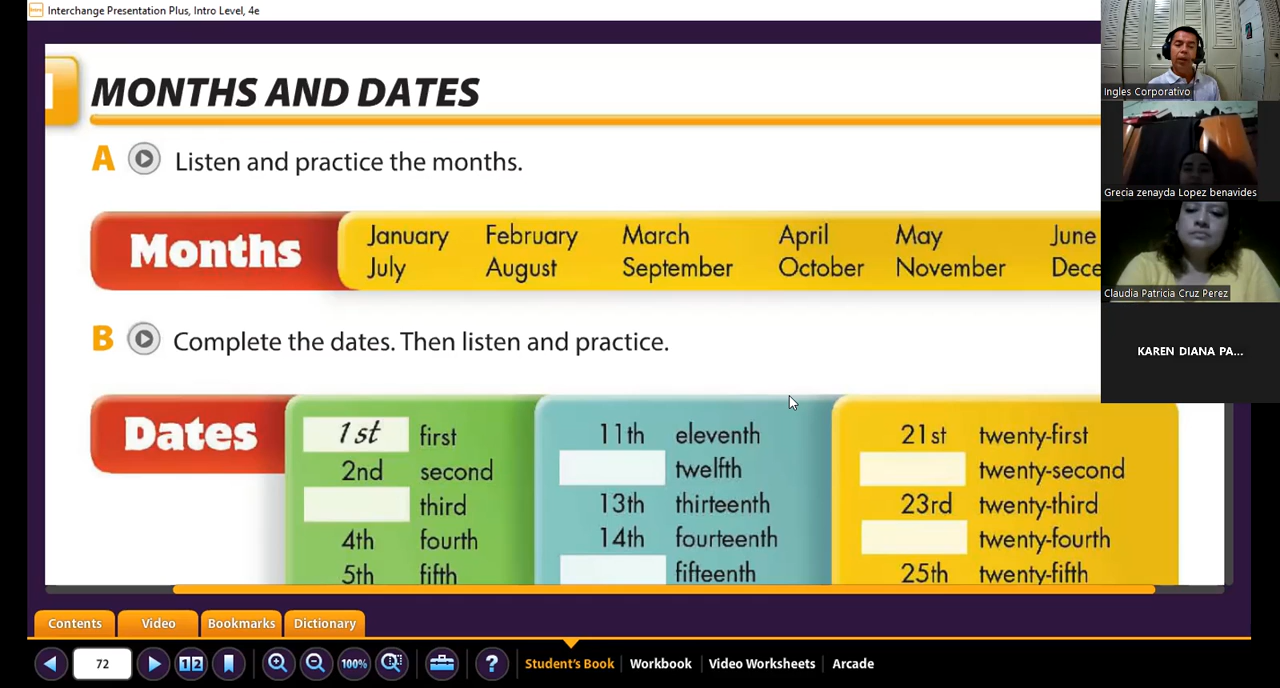 Interchange Presentation Plus, Intro Level, 4e
MONTHS AND DATES
A Listen and practice the months.
Months
January February March April May June
July August September October November Dece
B Complete the dates. Then listen and practice.
Dates
1st first
2nd second
third
4th fourth
5th fifth
11th eleventh
twelfth
13th thirteenth
14th fourteenth
fifteenth
21st twenty-first
twenty-second
23rd twenty-third
twenty-fourth
25th twenty-fifth
Ingles Corporativo
Grecia zenayda Lopez benavides
Claudia Patricia Cruz Perez
KAREN DIANA PA...
Contents Video Bookmarks Dictionary
72 12 100% ? Student's Book Workbook Video Worksheets Arcade